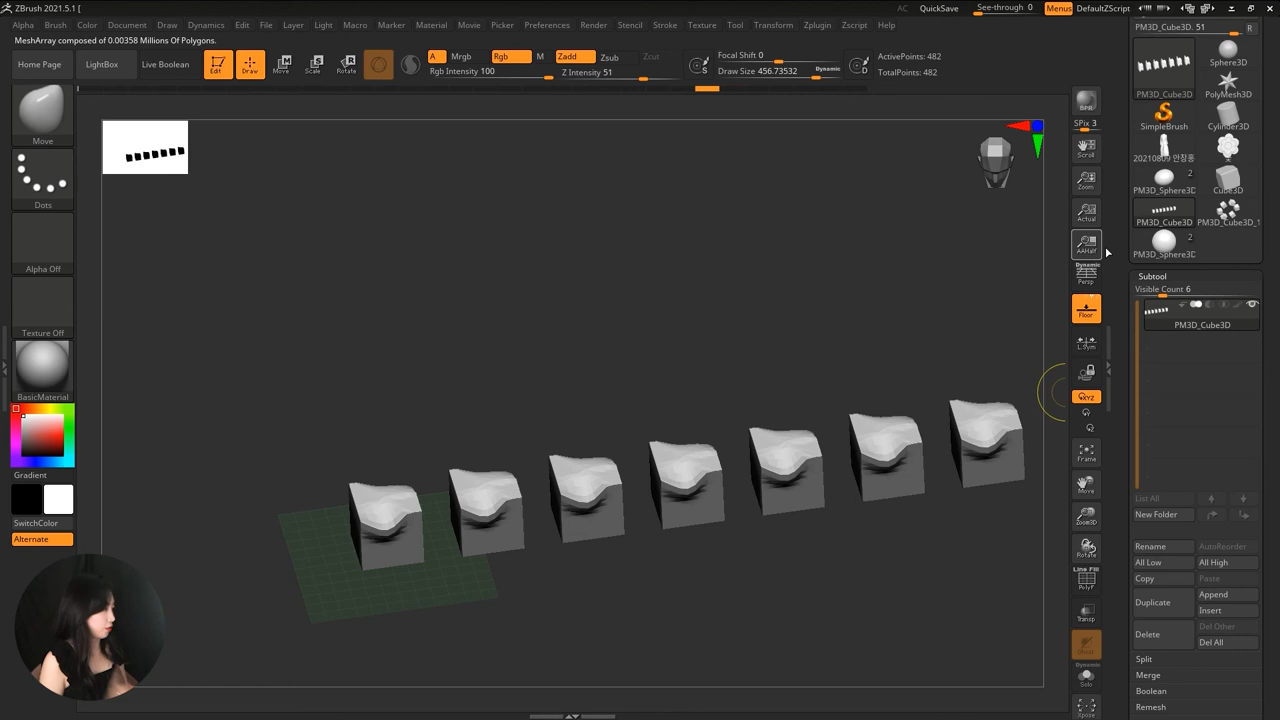 ZBrush 2021.5.1 [
AC QuickSave See-through 0 Menus DefaultZScript
Alpha Brush Color Document Draw Dynamics Edit File Layer Light Macro Marker Material Movie Picker Preferences Render Stencil Stroke Texture Tool Transform Zplugin Zscript Help
MeshArray composed of 0.00358 Millions Of Polygons.
Home Page LightBox Live Boolean Edit Draw Move Scale Rotate
A Mrgb Rgb M Zadd Zsub Zcut
Rgb Intensity 100 Z Intensity 51
S Focal Shift 0 D
Draw Size 456.73532 Dynamic
ActivePoints: 482
TotalPoints: 482
Move
Dots
Alpha Off
Texture Off
BasicMaterial
Gradient
SwitchColor
Alternate
BPR
SPix 3
Scroll
Zoom
Actual
AAHalf
Dynamic
Persp
Floor
L.Sym
XYZ
Frame
Move
Zoom3D
Rotate
Line Fill
PolyF
Transp
Dynamic
Solo
Xpose
PM3D_Cube3D. 51 R
Sphere3D
PM3D_Cube3D PolyMesh3D
SimpleBrush Cylinder3D
2
PM3D_Sphere3D Cube3D
PM3D_Cube3D PM3D_Cube3D_1
2
PM3D_Sphere3D
Subtool
Visible Count 6
PM3D_Cube3D
List All
New Folder
Rename AutoReorder
All Low All High
Copy Paste
Duplicate Append
Insert
Delete Del Other
Del All
Split
Merge
Boolean
Remesh